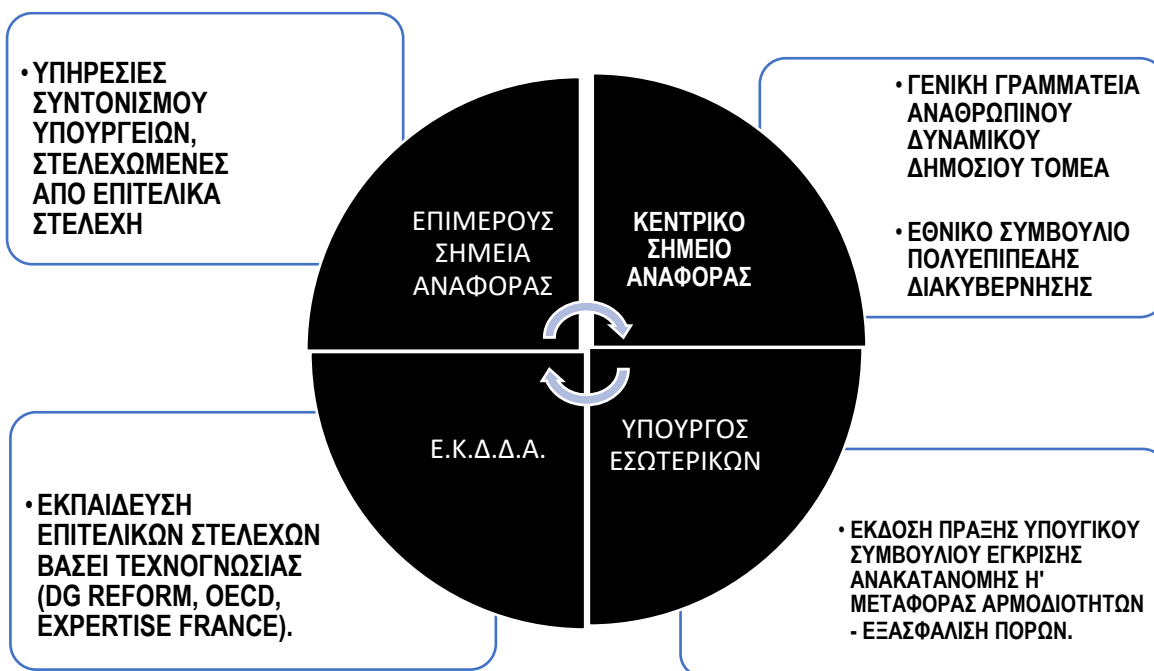 • ΥΠΗΡΕΣΙΕΣ
ΣΥΝΤΟΝΙΣΜΟΥ
ΥΠΟΥΡΓΕΙΩΝ,
ΣΤΕΛΕΧΩΜΕΝΕΣ
ΑΠΟ ΕΠΙΤΕΛΙΚΑ
ΣΤΕΛΕΧΗ
ΕΠΙΜΕΡΟΥΣ
ΣΗΜΕΙΑ
ΑΝΑΦΟΡΑΣ
ΚΕΝΤΡΙΚΟ
ΣΗΜΕΙΟ
ΑΝΑΦΟΡΑΣ
• ΓΕΝΙΚΗ ΓΡΑΜΜΑΤΕΙΑ
ΑΝΑΘΡΩΠΙΝΟΥ
ΔΥΝΑΜΙΚΟΥ
ΔΗΜΟΣΙΟΥ ΤΟΜΕΑ
• ΕΘΝΙΚΟ ΣΥΜΒΟΥΛΙΟ
ΠΟΛΥΕΠΙΠΕΔΗΣ
ΔΙΑΚΥΒΕΡΝΗΣΗΣ
• ΕΚΠΑΙΔΕΥΣΗ
ΕΠΙΤΕΛΙΚΩΝ ΣΤΕΛΕΧΩΝ
ΒΑΣΕΙ ΤΕΧΝΟΓΝΩΣΙΑΣ
(DG REFORM, OECD,
EXPERTISE FRANCE).
Ε.Κ.Δ.Δ.Α.
ΥΠΟΥΡΓΟΣ
ΕΣΩΤΕΡΙΚΩΝ
• ΕΚΔΟΣΗ ΠΡΑΞΗΣ ΥΠΟΥΓΙΚΟΥ
ΣΥΜΒΟΥΛΙΟΥ ΕΓΚΡΙΣΗΣ
ΑΝΑΚΑΤΑΝΟΜΗΣ Η'
ΜΕΤΑΦΟΡΑΣ ΑΡΜΟΔΙΟΤΗΤΩΝ
- ΕΞΑΣΦΑΛΙΣΗ ΠΟΡΩΝ.